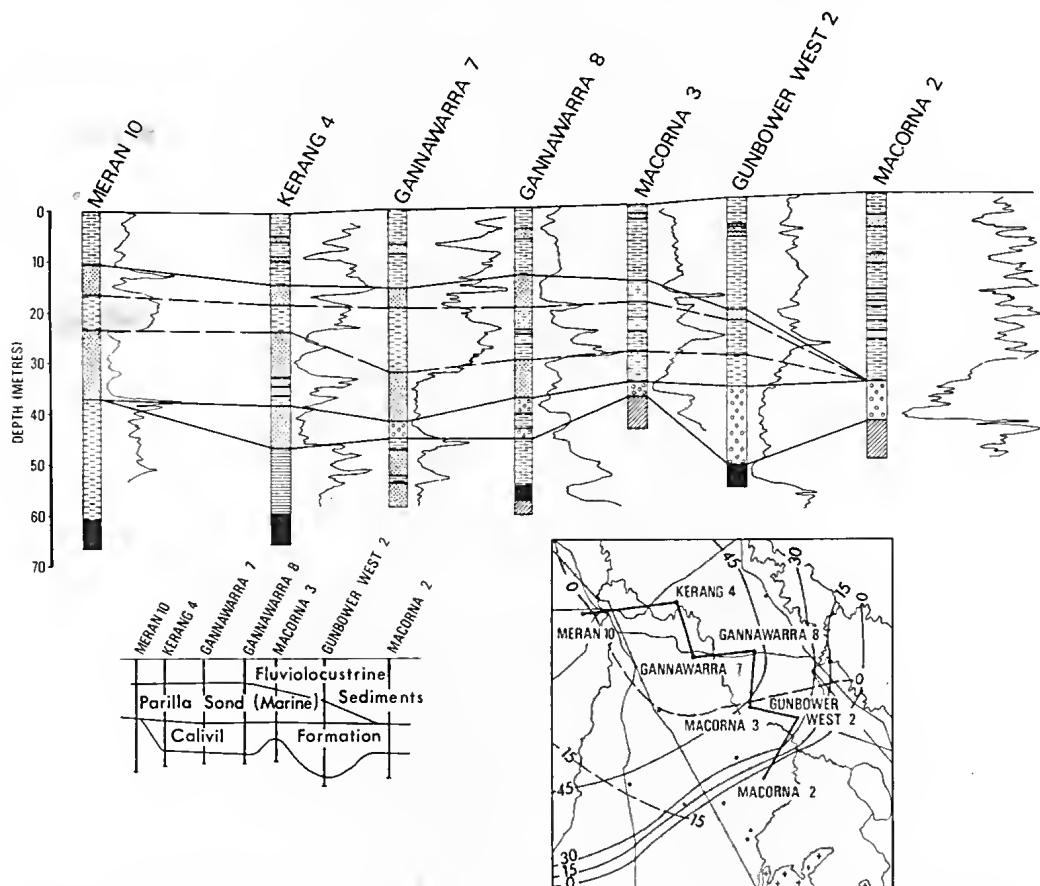 MERAN 10
KERANG 4
GANNAWARRA 7
GANNAWARRA 8
MACORNA 3
GUNBOWER WEST 2
MACORNA 2
DEPTH (METRES)
0
10
20
30
40
50
60
70
MERAN 10
KERANG 4
GANNAWARRA 7
GANNAWARRA 8
MACORNA 3
GUNBOWER WEST 2
MACORNA 2
Fluviolocustrine
Parilla Sond (Marine) Sediments
Calivil Formation
0
45
30
15
0
KERANG 4
MERAN 10
GANNAWARRA 8
GANNAWARRA 7
0
GUNBOWER
WEST 2
MACORNA 3
15
45
15
MACORNA 2
30
15
0